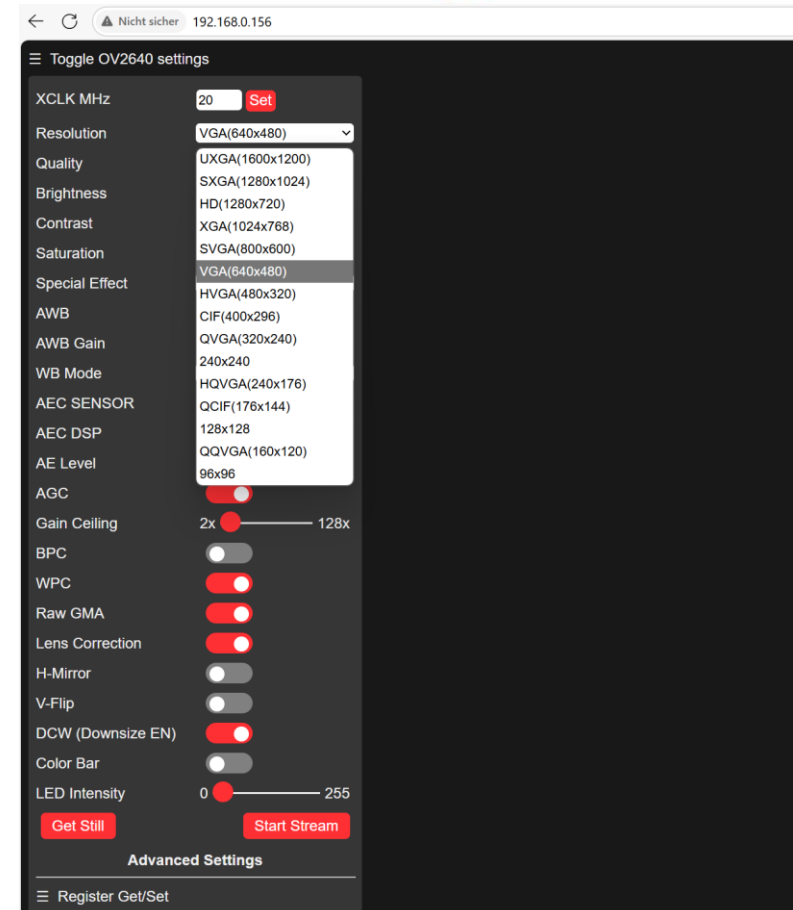 Nicht sicher 192.168.0.156
☰ Toggle OV2640 settings
XCLK MHz 20 Set
Resolution VGA(640x480)
Quality
Brightness
Contrast
Saturation
Special Effect
AWB
AWB Gain
WB Mode
AEC SENSOR
AEC DSP
AE Level
UXGA(1600x1200)
SXGA(1280x1024)
HD(1280x720)
XGA(1024x768)
SVGA(800x600)
VGA(640x480)
HVGA(480x320)
CIF(400x296)
QVGA(320x240)
240x240
HQVGA(240x176)
QCIF(176x144)
128x128
QQVGA(160x120)
96x96
AGC
Gain Ceiling 2x 128x
BPC
WPC
Raw GMA
Lens Correction
H-Mirror
V-Flip
DCW (Downsize EN)
Color Bar
LED Intensity 0 255
Get Still Start Stream
Advanced Settings
☰ Register Get/Set